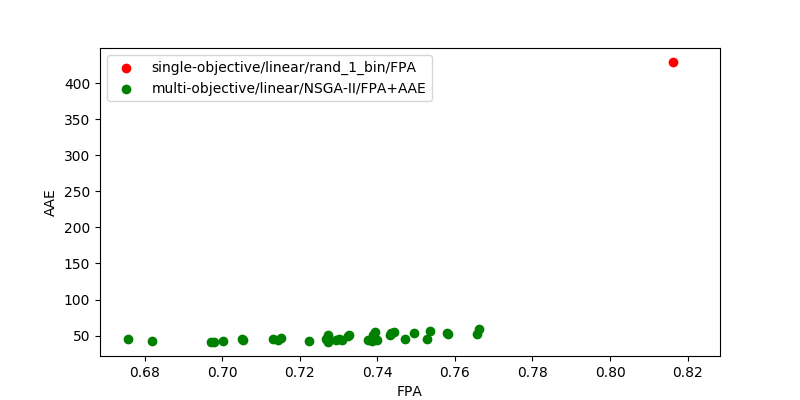 single-objective/linear/rand_1_bin/FPA
multi-objective/linear/NSGA-II/FPA+AAE
400
350
300
250
200
150
100
50
AAE
0.68 0.70 0.72 0.74 0.76 0.78 0.80 0.82
FPA